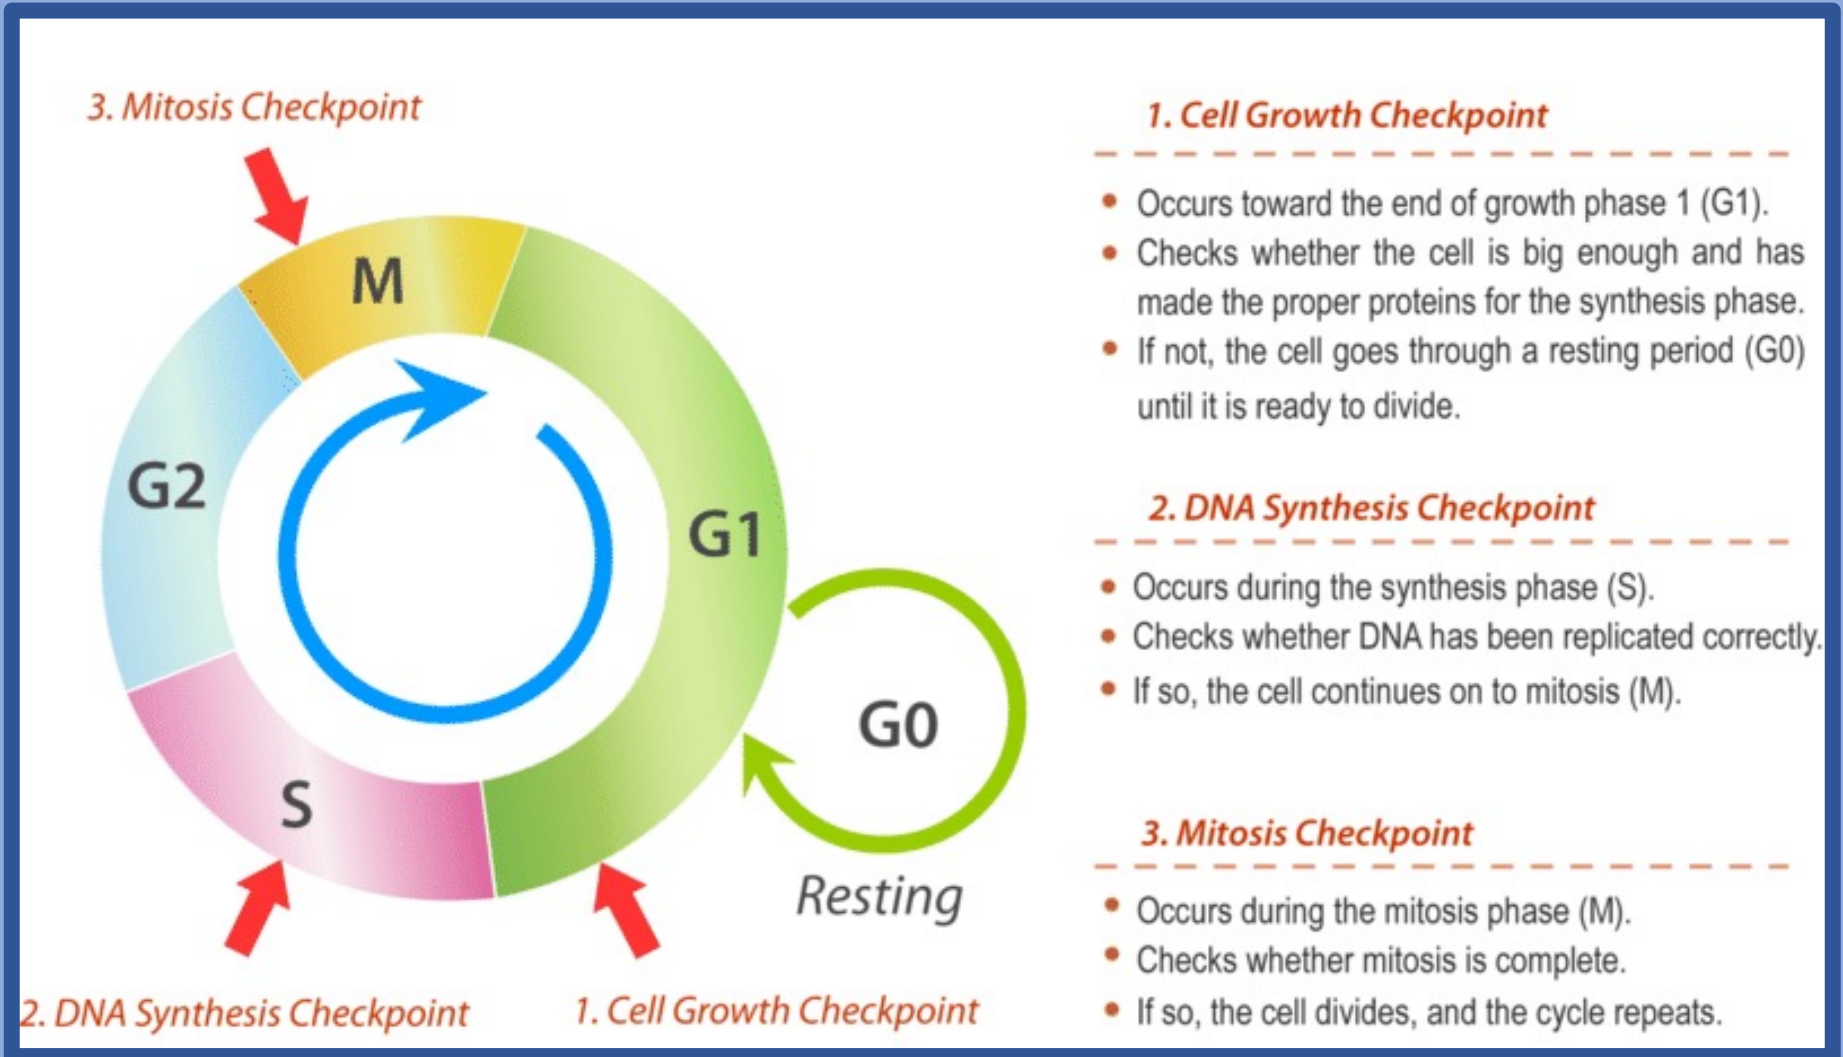 3. Mitosis Checkpoint
M
G2
G1
S
G0
Resting
2. DNA Synthesis Checkpoint
1. Cell Growth Checkpoint
1. Cell Growth Checkpoint
• Occurs toward the end of growth phase 1 (G1).
• Checks whether the cell is big enough and has
made the proper proteins for the synthesis phase.
• If not, the cell goes through a resting period (G0)
until it is ready to divide.
2. DNA Synthesis Checkpoint
• Occurs during the synthesis phase (S).
• Checks whether DNA has been replicated correctly.
• If so, the cell continues on to mitosis (M).
3. Mitosis Checkpoint
• Occurs during the mitosis phase (M).
• Checks whether mitosis is complete.
• If so, the cell divides, and the cycle repeats.